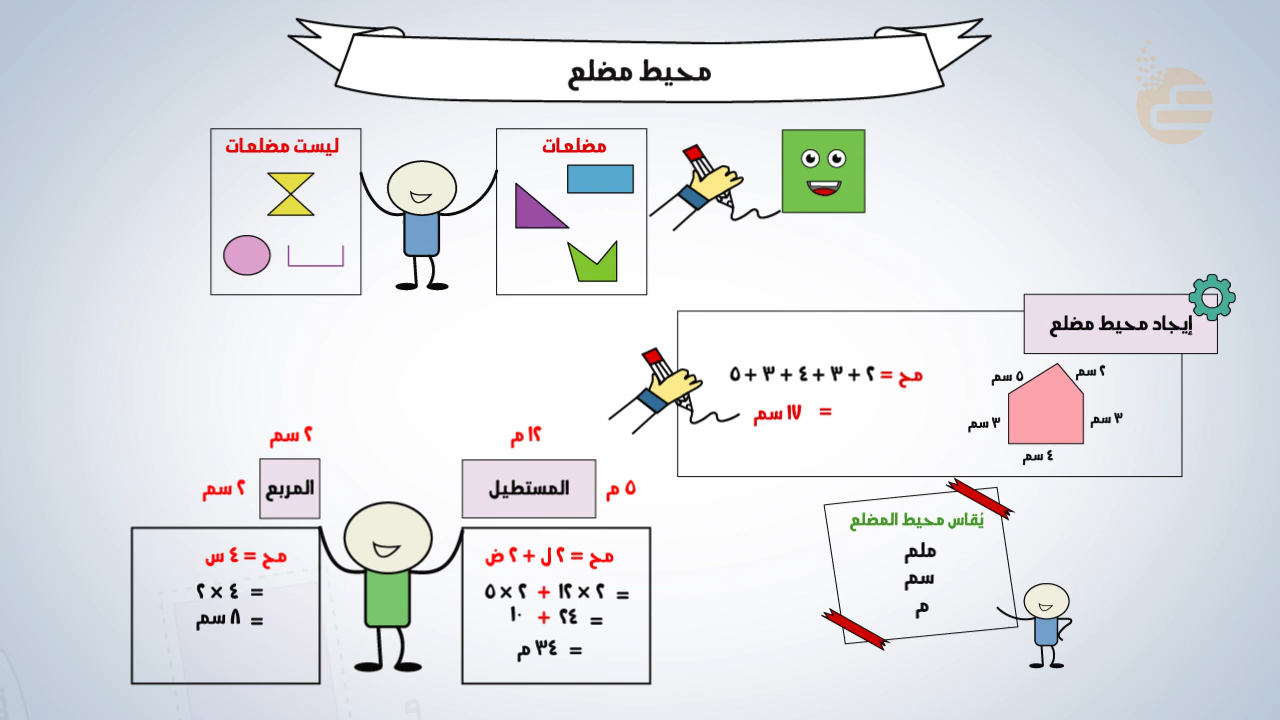 محيط مضلع
مضلعات
ليست مضلعات
إيجاد محيط مضلع
٢ سم
٥ سم
٣ سم
٣ سم
٤ سم
مح = ٢ + ٣ + ٤ + ٣ + ٥
= ١٧ سم
يُقاس محيط المضلع
ملم
سم
م
١٢ م
٥ م
المستطيل
مح = ٢ ل + ٢ ض
= ٢ × ١٢ + ٢ × ٥
= ٢٤ + ١٠
= ٣٤ م
٢ سم
المربع
٢ سم
مح = ٤ س
= ٤ × ٢
= ٨ سم